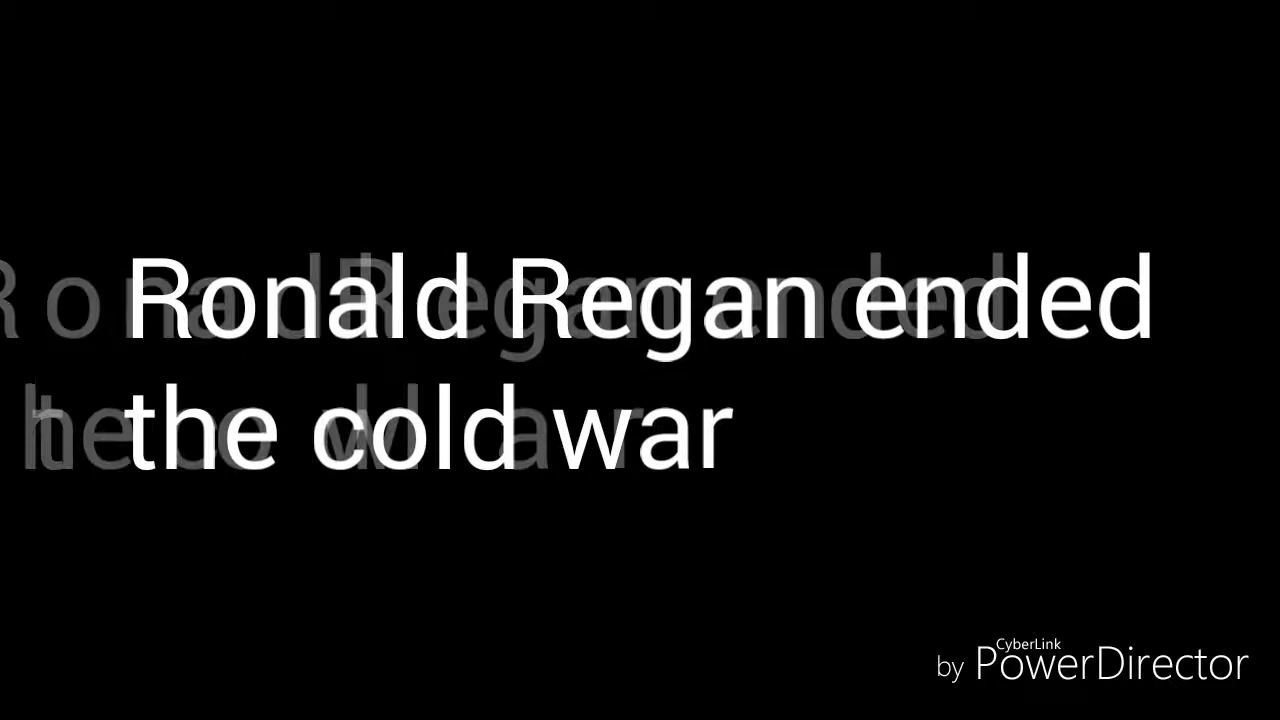 Ronald Regan ended
the cold war
CyberLink
by PowerDirector